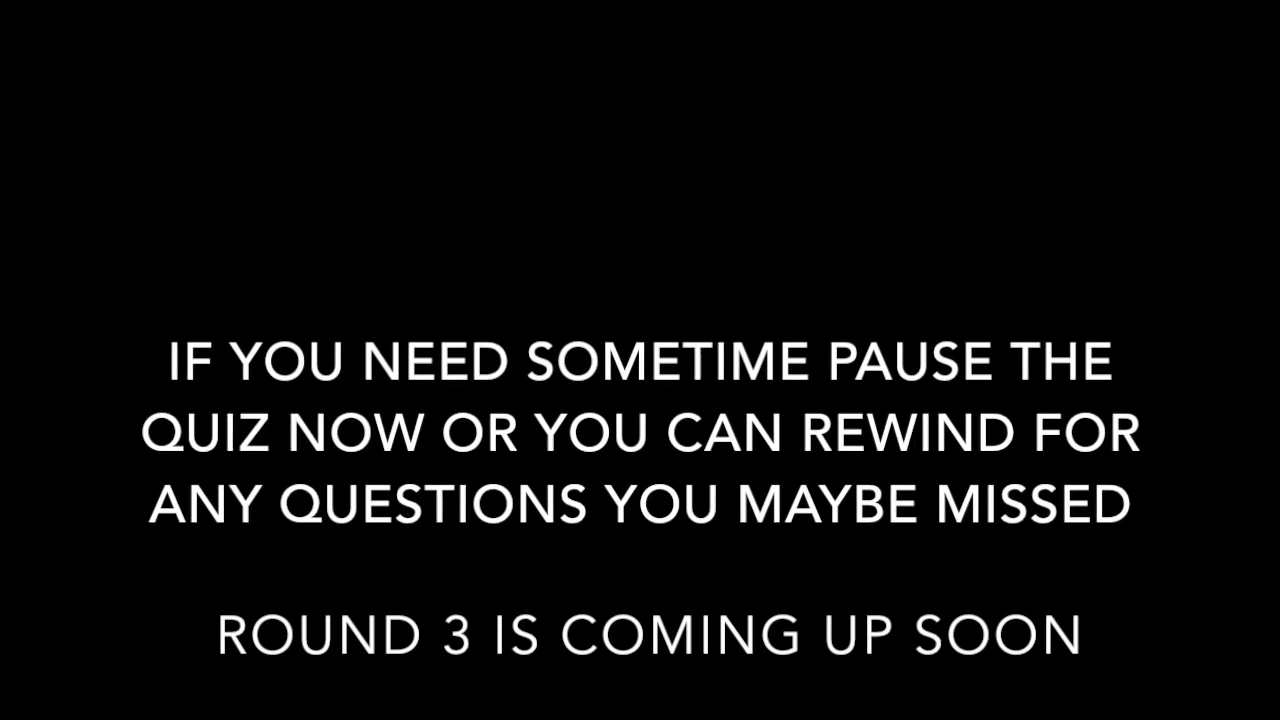 IF YOU NEED SOMETIME PAUSE THE
QUIZ NOW OR YOU CAN REWIND FOR
ANY QUESTIONS YOU MAYBE MISSED
ROUND 3 IS COMING UP SOON